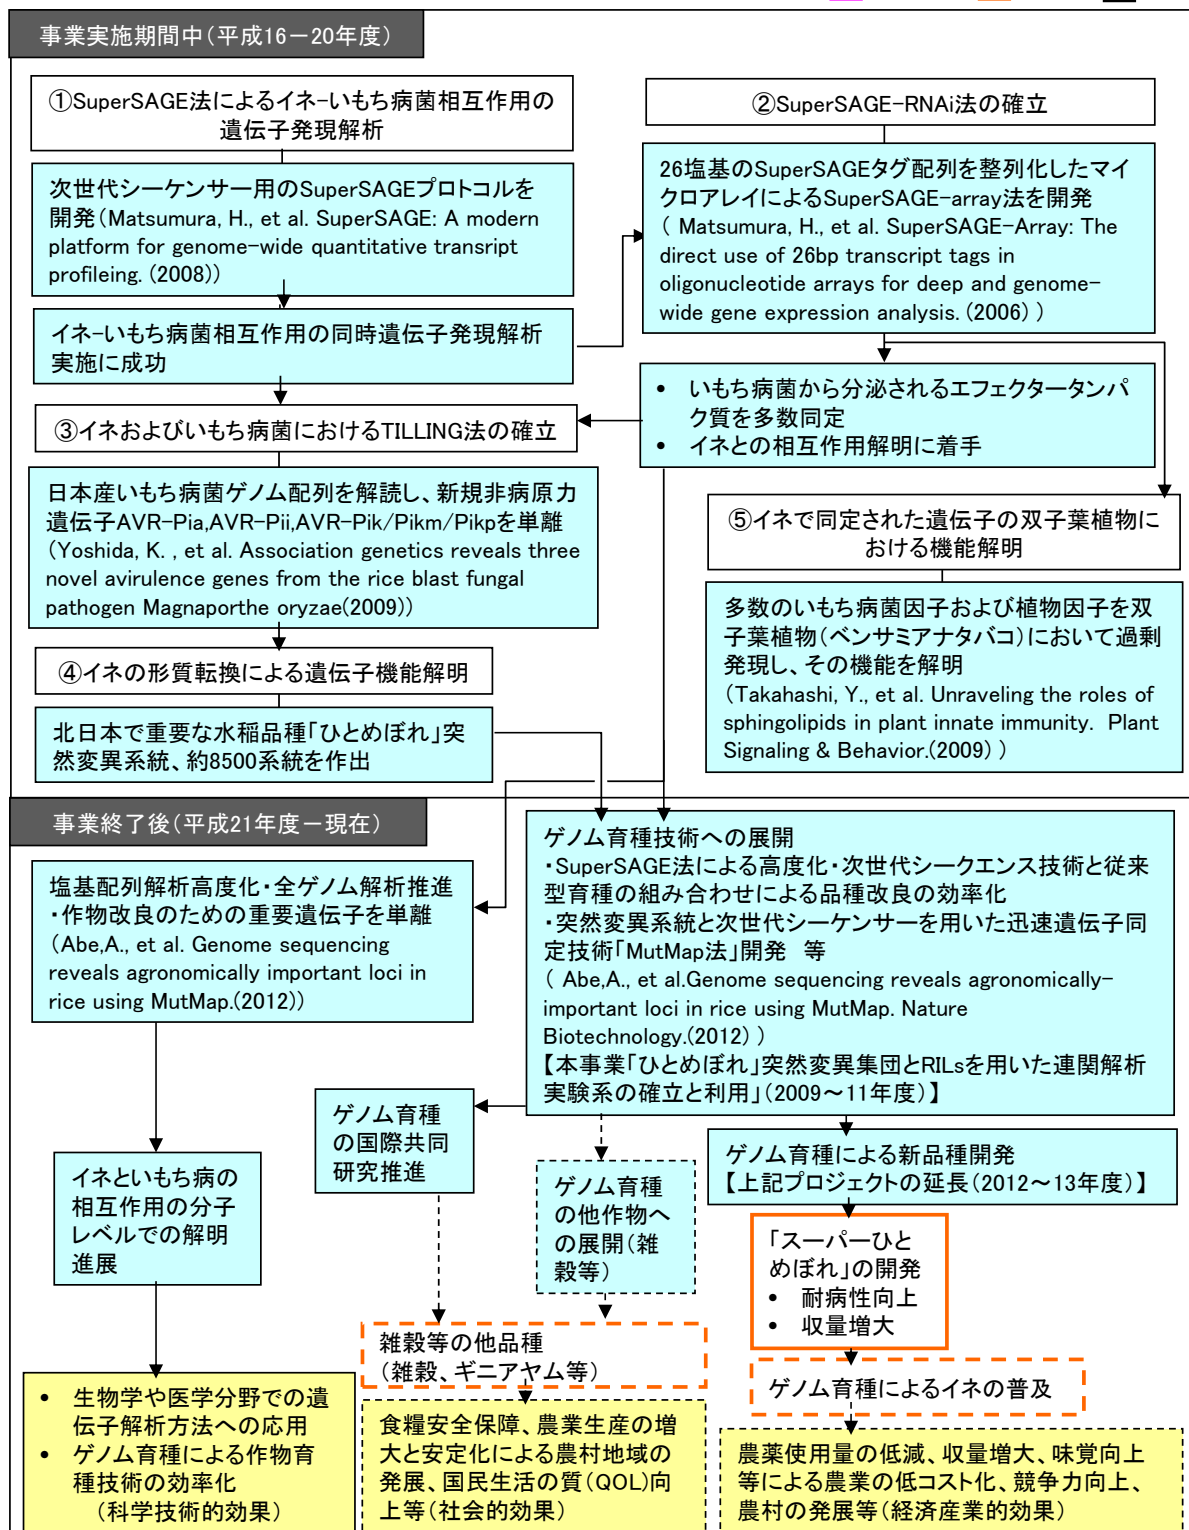 事業実施期間中（平成16－20年度）
①SuperSAGE法によるイネ-いもち病菌相互作用の
遺伝子発現解析
次世代シーケンサー用のSuperSAGEプロトコルを
開発（Matsumura, H., et al. SuperSAGE: A modern
platform for genome-wide quantitative transript
profileing. (2008)）
イネ-いもち病菌相互作用の同時遺伝子発現解析
実施に成功
②SuperSAGE-RNAi法の確立
26塩基のSuperSAGEタグ配列を整列化したマイ
クロアレイによるSuperSAGE-array法を開発
（ Matsumura, H., et al. SuperSAGE-Array: The
direct use of 26bp transcript tags in
oligonucleotide arrays for deep and genome-
wide gene expression analysis. (2006) ）
• いもち病菌から分泌されるエフェクタータンパ
ク質を多数同定
• イネとの相互作用解明に着手
③イネおよびいもち病菌におけるTILLING法の確立
日本産いもち病菌ゲノム配列を解読し、新規非病原力
遺伝子AVR-Pia,AVR-Pii,AVR-Pik/Pikm/Pikpを単離
（Yoshida, K. , et al. Association genetics reveals three
novel avirulence genes from the rice blast fungal
pathogen Magnaporthe oryzae(2009)）
④イネの形質転換による遺伝子機能解明
北日本で重要な水稲品種「ひとめぼれ」突
然変異系統、約8500系統を作出
⑤イネで同定された遺伝子の双子葉植物に
おける機能解明
多数のいもち病菌因子および植物因子を双
子葉植物（ベンサミアナタバコ）において過剰
発現し、その機能を解明
（Takahashi, Y., et al. Unraveling the roles of
sphingolipids in plant innate immunity. Plant
Signaling & Behavior.(2009) ）
事業終了後（平成21年度－現在）
塩基配列解析高度化・全ゲノム解析推進
・作物改良のための重要遺伝子を単離
（Abe,A., et al. Genome sequencing
reveals agronomically important loci in
rice using MutMap.(2012)）
ゲノム育種技術への展開
・SuperSAGE法による高度化・次世代シークエンス技術と従来
型育種の組み合わせによる品種改良の効率化
・突然変異系統と次世代シーケンサーを用いた迅速遺伝子同
定技術「MutMap法」開発　等
（ Abe,A., et al.Genome sequencing reveals agronomically-
important loci in rice using MutMap. Nature
Biotechnology.(2012) ）
【本事業「ひとめぼれ」突然変異集団とRILsを用いた連関解析
実験系の確立と利用」（2009～11年度）】
ゲノム育種
の国際共同
研究推進
ゲノム育種による新品種開発
【上記プロジェクトの延長（2012～13年度）】
イネといもち病の
相互作用の分子
レベルでの解明
進展
ゲノム育種
の他作物へ
の展開（雑
穀等）
「スーパーひと
めぼれ」の開発
• 耐病性向上
• 収量増大
雑穀等の他品種
（雑穀、ギニアヤム等）
ゲノム育種によるイネの普及
• 生物学や医学分野での遺
伝子解析方法への応用
• ゲノム育種による作物育
種技術の効率化
（科学技術的効果）
食糧安全保障、農業生産の増
大と安定化による農村地域の
発展、国民生活の質（QOL）向
上等（社会的効果）
農薬使用量の低減、収量増大、味覚向上
等による農業の低コスト化、競争力向上、
農村の発展等（経済産業的効果）